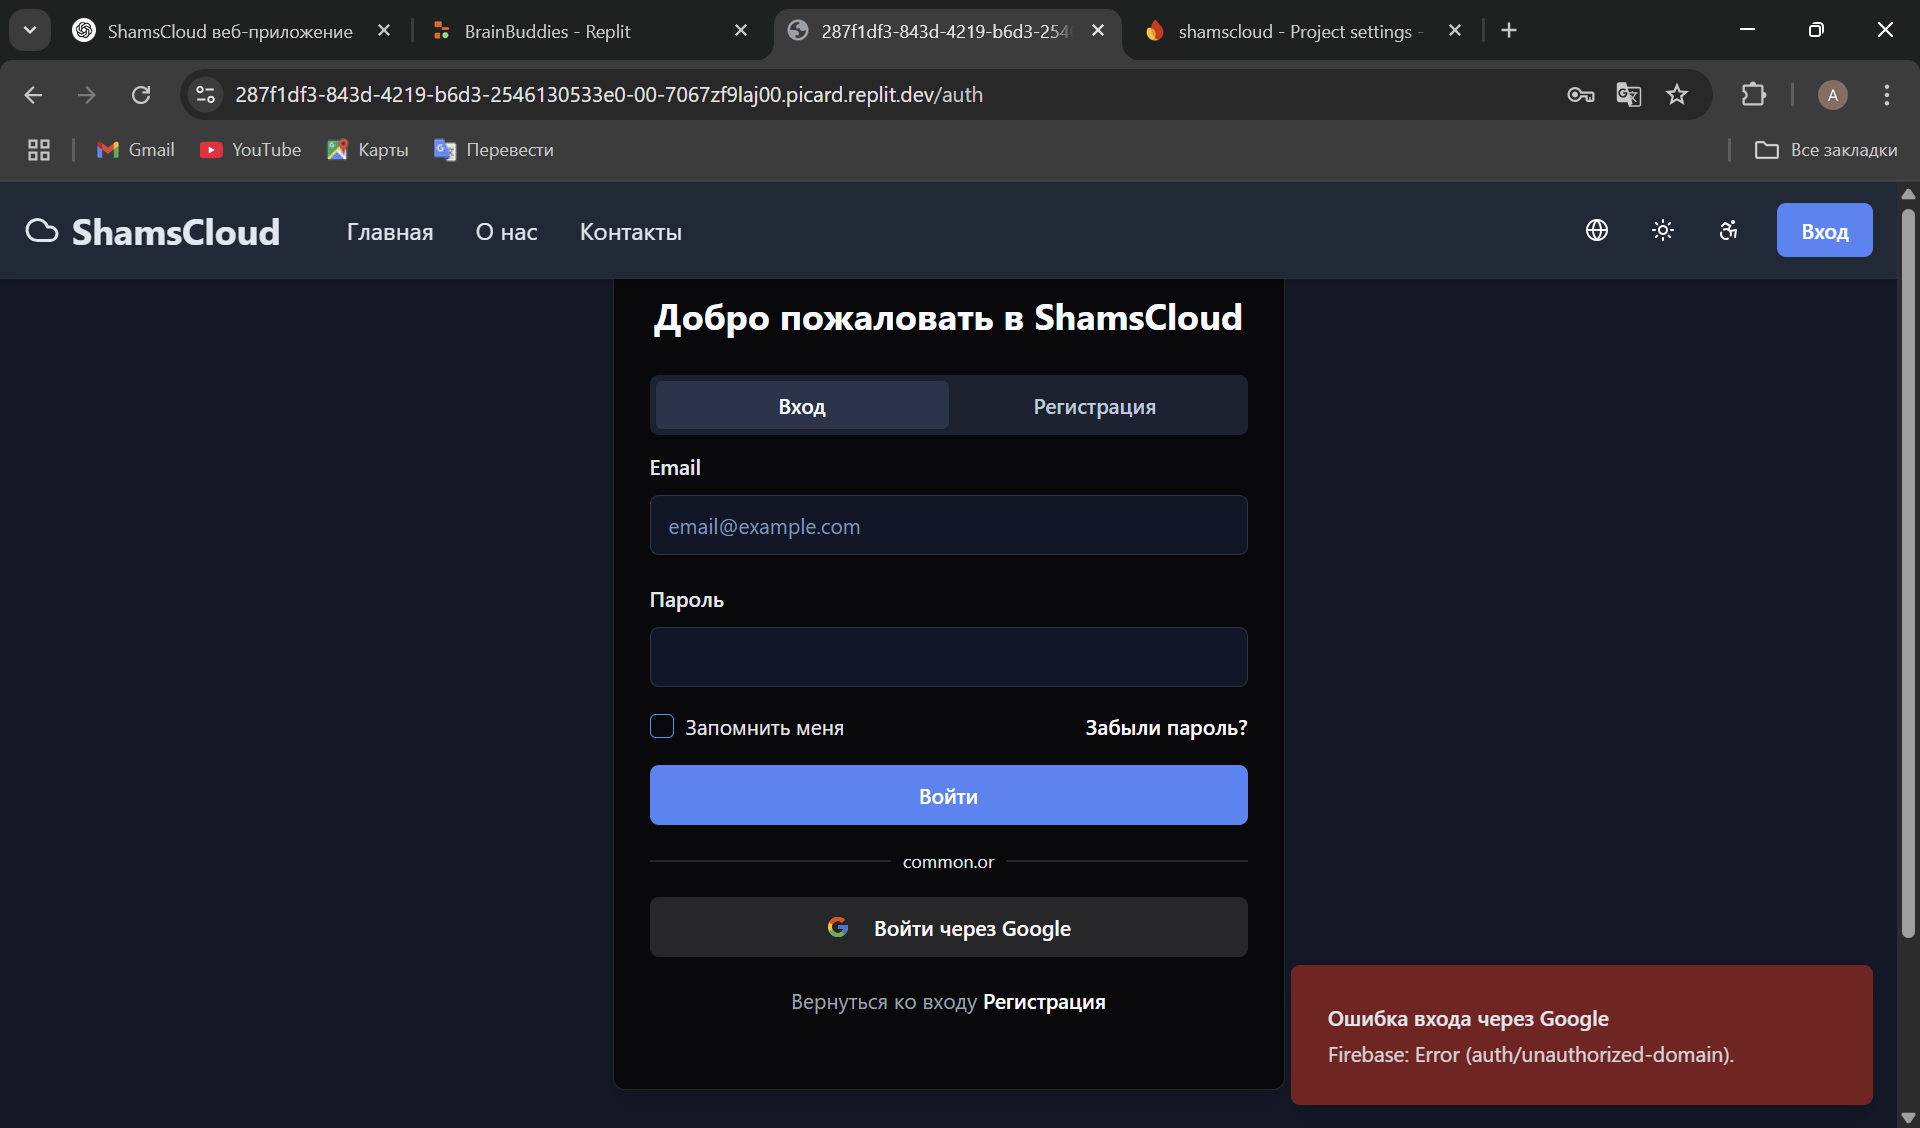 ShamsCloud веб-приложение
BrainBuddies - Replit
287f1df3-843d-4219-b6d3-254
shamscloud - Project settings -
287f1df3-843d-4219-b6d3-2546130533e0-00-7067zf9laj00.picard.replit.dev/auth
A
Gmail
YouTube
Карты
Перевести
Все закладки
ShamsCloud
Главная
О нас
Контакты
Вход
Добро пожаловать в ShamsCloud
Вход
Регистрация
Email
email@example.com
Пароль
Запомнить меня
Забыли пароль?
Войти
common.or
Войти через Google
Вернуться ко входу Регистрация
Ошибка входа через Google
Firebase: Error (auth/unauthorized-domain).